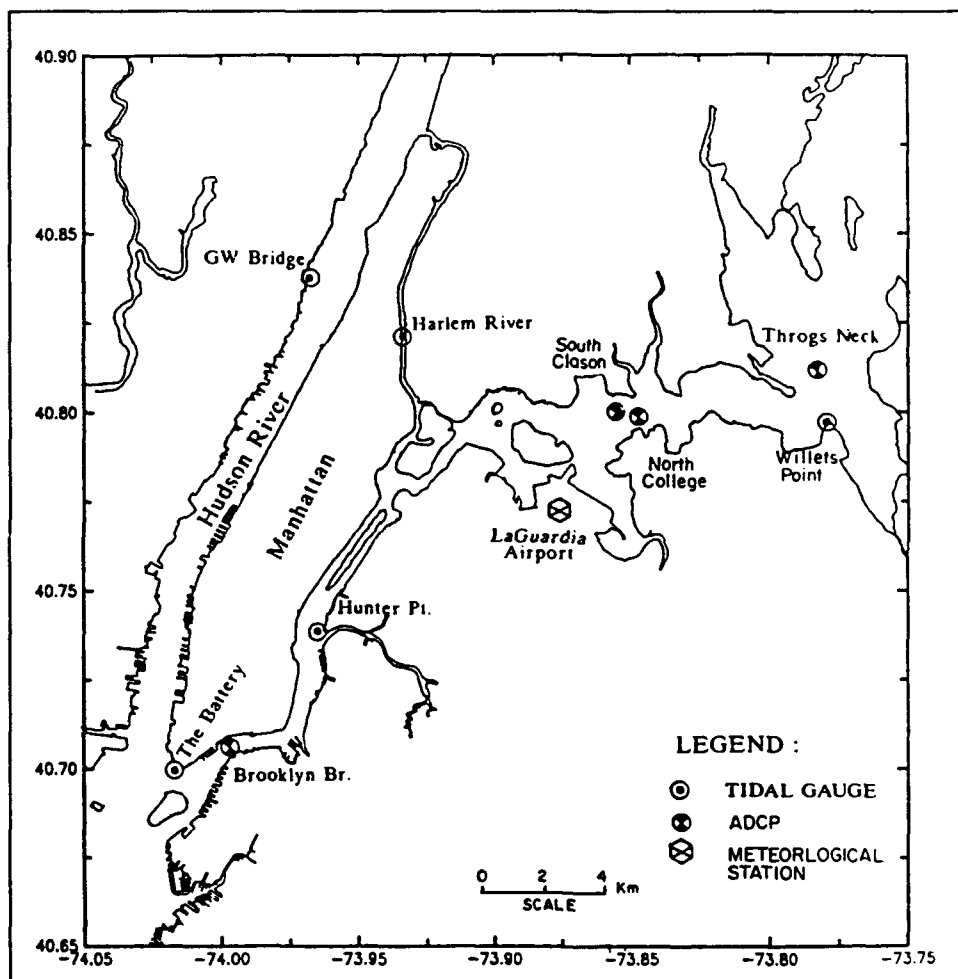 40.90
40.85
40.80
40.75
40.70
40.65
-74.05
-74.00
-73.95
-73.90
-73.85
-73.80
-73.75
GW Bridge
Harlem River
South
Clason
Throgs Neck
Hudson River
Manhattan
North
College
Willets
Point
LaGuardia
Airport
Hunter Pt.
The Battery
Brooklyn Br.
LEGEND :
TIDAL GAUGE
ADCP
METEORLOGICAL
STATION
0 2 4 Km
SCALE